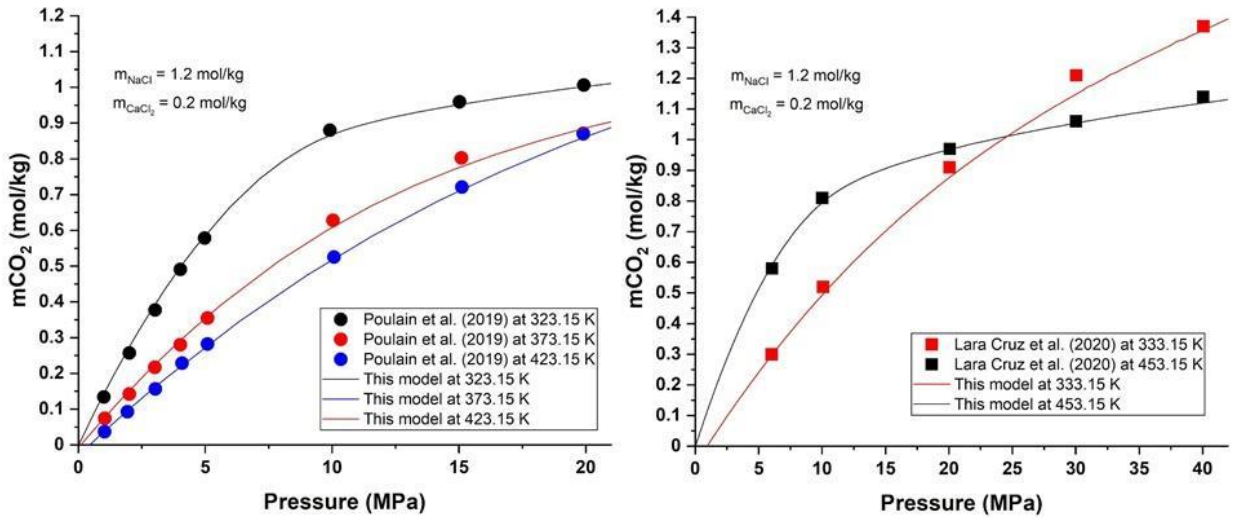 1.2
1.1
1
0.9
0.8
0.7
0.6
0.5
0.4
0.3
0.2
0.1
0
mCO₂ (mol/kg)
m_NaCl = 1.2 mol/kg
m_CaCl₂ = 0.2 mol/kg
Poulain et al. (2019) at 323.15 K
Poulain et al. (2019) at 373.15 K
Poulain et al. (2019) at 423.15 K
This model at 323.15 K
This model at 373.15 K
This model at 423.15 K
0 5 10 15 20
Pressure (MPa)
1.4
1.3
1.2
1.1
1
0.9
0.8
0.7
0.6
0.5
0.4
0.3
0.2
0.1
0
mCO₂ (mol/kg)
m_NaCl = 1.2 mol/kg
m_CaCl₂ = 0.2 mol/kg
Lara Cruz et al. (2020) at 333.15 K
Lara Cruz et al. (2020) at 453.15 K
This model at 333.15 K
This model at 453.15 K
0 5 10 15 20 25 30 35 40
Pressure (MPa)